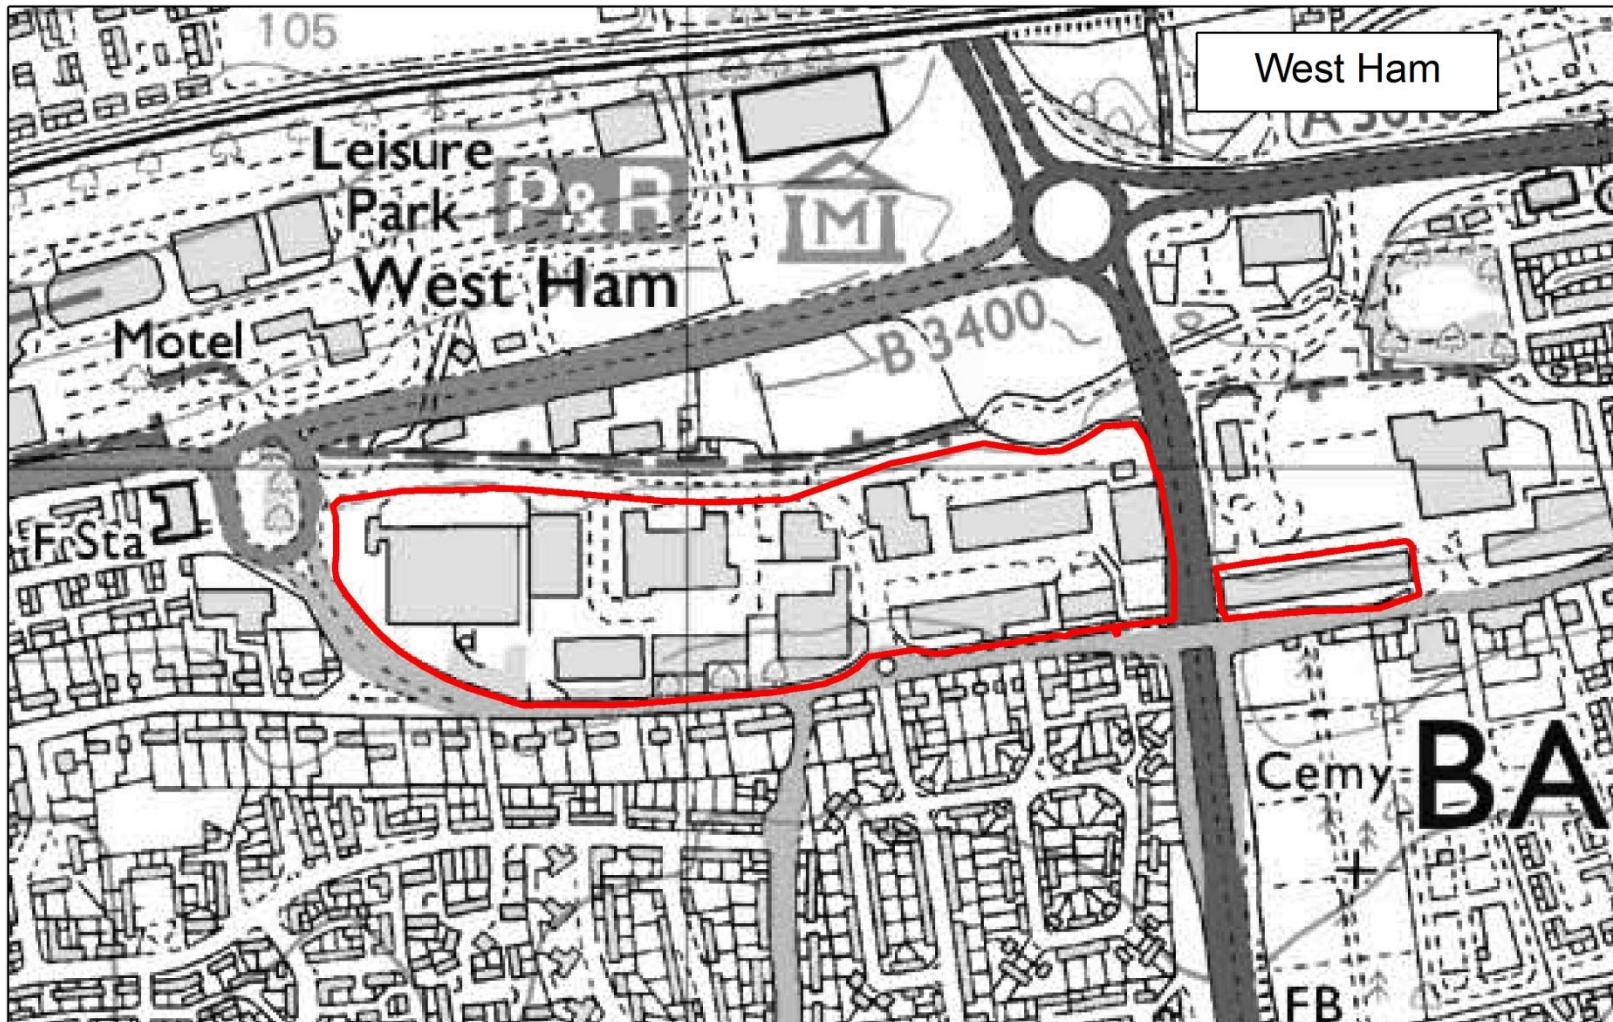 105
West Ham
Leisure
Park
P&R
M
West Ham
Motel
B 3400
F Sta
Cemy
BA
FB